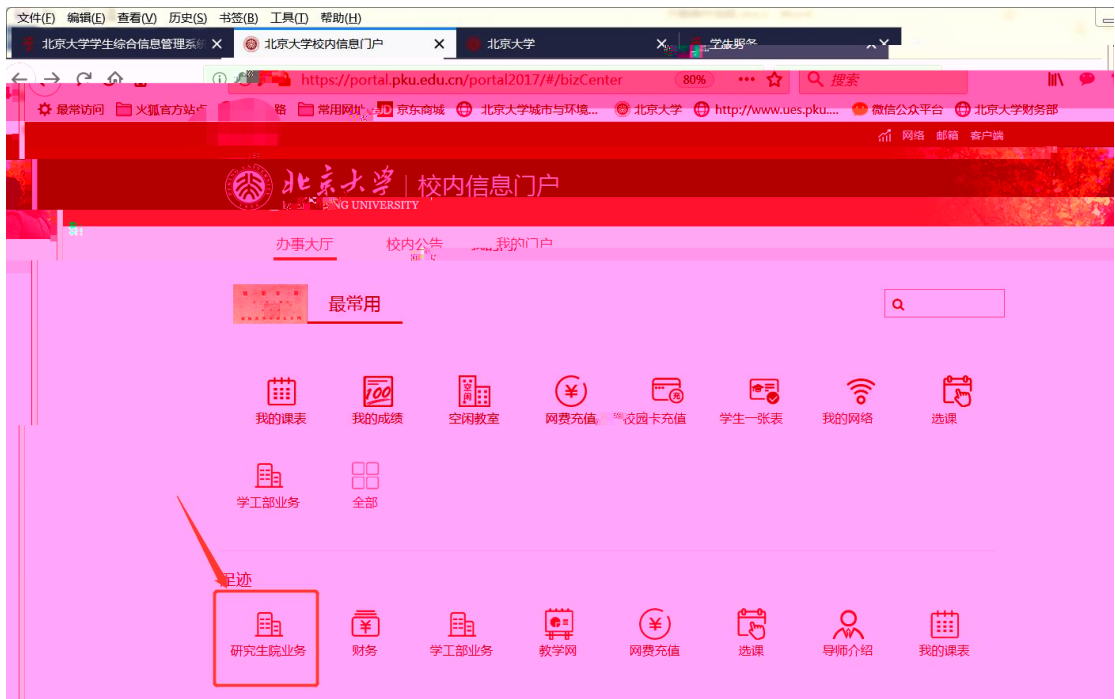 文件(F) 编辑(E) 查看(V) 历史(S) 书签(B) 工具(T) 帮助(H)
北京大学学生综合信息管理系统 北京大学校内信息门户 北京大学
https://portal.pku.edu.cn/portal2017/#/bizCenter 80% 搜索
最常访问 火狐官方站点 常用网址 JD 京东商城 北京大学城市与环境... 北京大学 http://www.ues.pku.... 微信公众平台 北京大学财务部
网络 邮箱 客户端
北京大学 校内信息门户
UNIVERSITY
办事大厅 校内公告 我的门户
最常用
我的课表 我的成绩 空闲教室 网费充值 校园卡充值 学生一张表 我的网络 选课
学工部业务 全部
足迹
研究生院业务 财务 学工部业务 教学网 网费充值 选课 导师介绍 我的课表